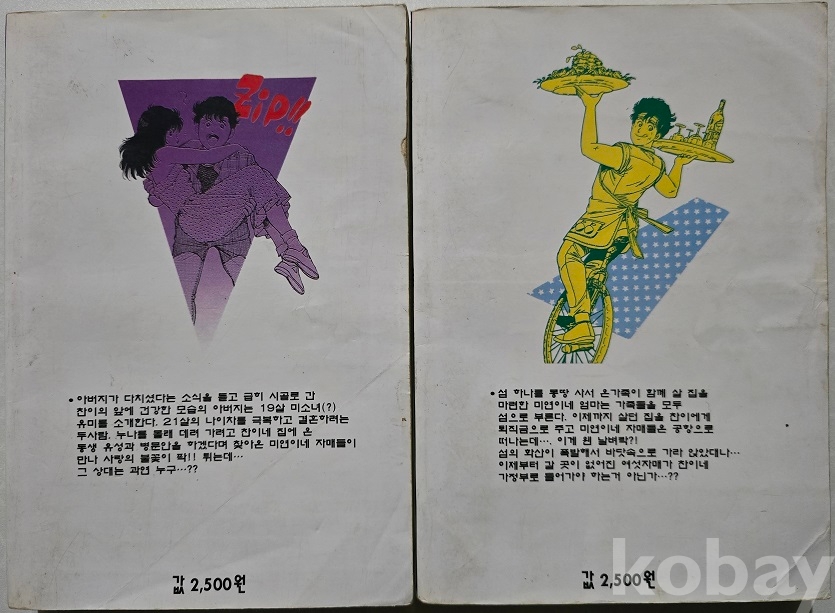 Zip!!
• 아버지가 다치셨다는 소식을 듣고 급히 시골로 간
찬이의 앞에 건강한 모습의 아버지는 19살 미소녀(?)
유미를 소개한다. 21살의 나이차를 극복하고 결혼하려는
두사람. 누나를 몰래 데려 가려고 찬이네 집에 온
동생 유성과 병문안을 하겠다며 찾아온 미연이네 자매들이
만나 사랑의 불꽃이 딱!! 튀는데…
그 상대는 과연 누구…??
값 2,500원
• 섬 하나를 통땅 사서 온가족이 함께 살 집을
마련한 미연이네 엄마는 가족들을 모두
섬으로 부른다. 이제까지 살던 집을 찬이에게
퇴직금으로 주고 미연이네 자매들은 공항으로
떠나는데…. 이게 웬 날벼락?!
섬의 화산이 폭발해서 바닷속으로 가라 앉았대나…
이제부터 갈 곳이 없어진 여섯자매가 찬이네
가정부로 들어가야 하는거 아닌가…??
값 2,500원
kobay